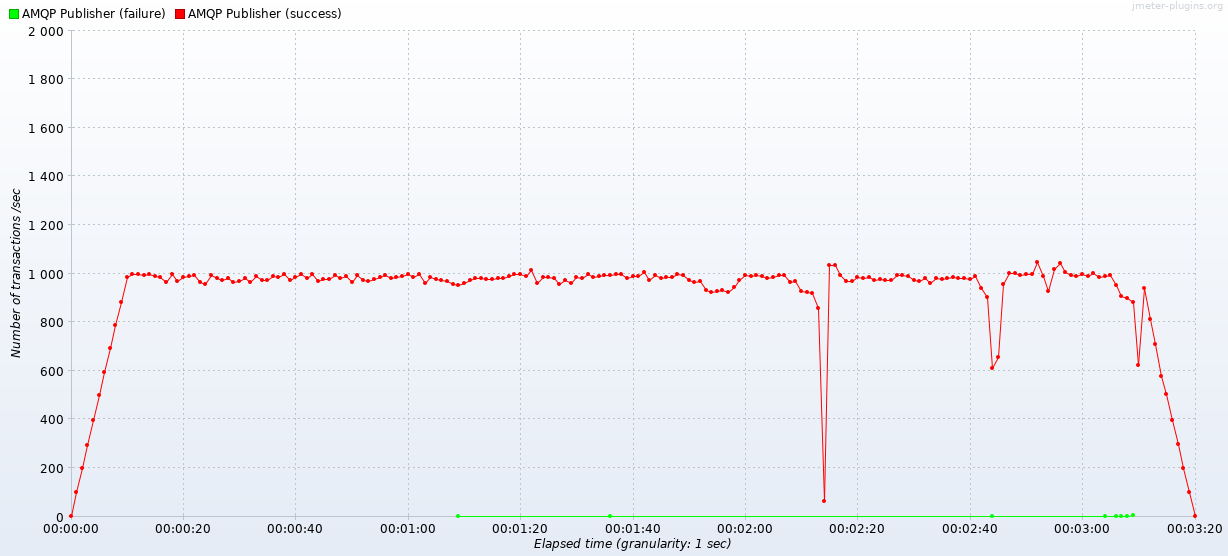 AMQP Publisher (failure) AMQP Publisher (success)
jmeter-plugins.org
Number of transactions /sec
2 000
1 800
1 600
1 400
1 200
1 000
800
600
400
200
0
00:00:00 00:00:20 00:00:40 00:01:00 00:01:20 00:01:40 00:02:00 00:02:20 00:02:40 00:03:00 00:03:20
Elapsed time (granularity: 1 sec)